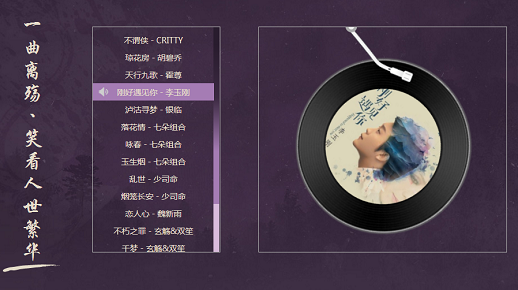 一曲离殇、笑看人世繁华
不谓侠 - CRITTY
琼花房 - 胡碧乔
天行九歌 - 霍尊
刚好遇见你 - 李玉刚
泸沽寻梦 - 银临
落花情 - 七朵组合
咏春 - 七朵组合
玉生烟 - 七朵组合
乱世 - 少司命
烟笼长安 - 少司命
恋人心 - 魏新雨
不朽之罪 - 玄觞&双笙
千梦 - 玄觞&双笙
刚好
遇见
你